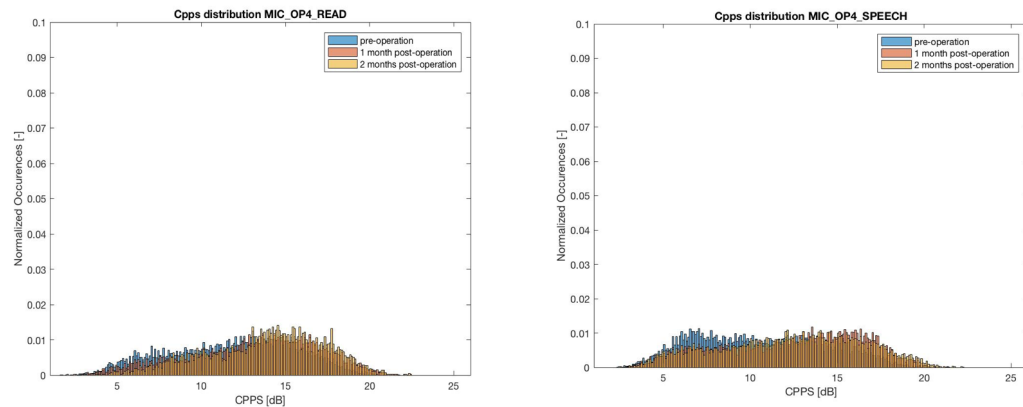 Cpps distribution MIC_OP4_READ
0.1
0.09
0.08
0.07
0.06
0.05
0.04
0.03
0.02
0.01
0
Normalized Occurences [-]
pre-operation
1 month post-operation
2 months post-operation
5
10
15
20
25
CPPS [dB]
Cpps distribution MIC_OP4_SPEECH
0.1
0.09
0.08
0.07
0.06
0.05
0.04
0.03
0.02
0.01
0
Normalized Occurences [-]
pre-operation
1 month post-operation
2 months post-operation
5
10
15
20
25
CPPS [dB]